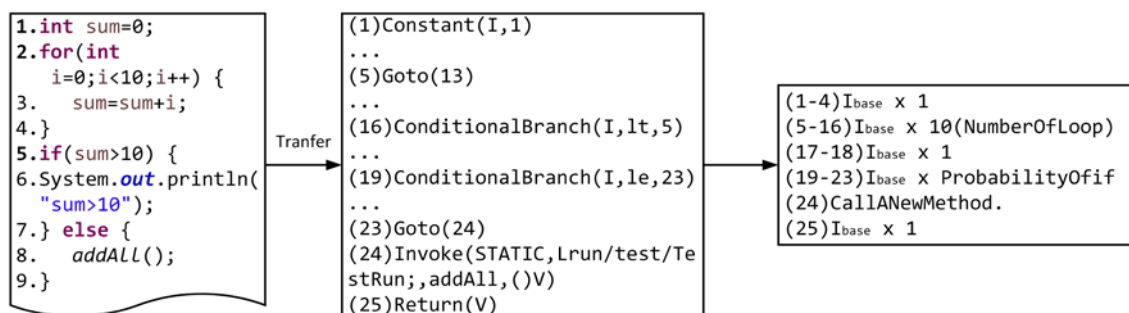 1.int sum=0;
2.for(int
i=0;i<10;i++) {
3. sum=sum+i;
4.}
5.if(sum>10) {
6.System.out.println(
"sum>10");
7.} else {
8. addAll();
9.}
Tranfer
(1)Constant(I,1)
...
(5)Goto(13)
...
(16)ConditionalBranch(I,lt,5)
...
(19)ConditionalBranch(I,le,23)
...
(23)Goto(24)
(24)Invoke(STATIC,Lrun/test/Te
stRun;,addAll,()V)
(25)Return(V)
(1-4)Ibase x 1
(5-16)Ibase x 10(NumberOfLoop)
(17-18)Ibase x 1
(19-23)Ibase x ProbabilityOfif
(24)CallANewMethod.
(25)Ibase x 1